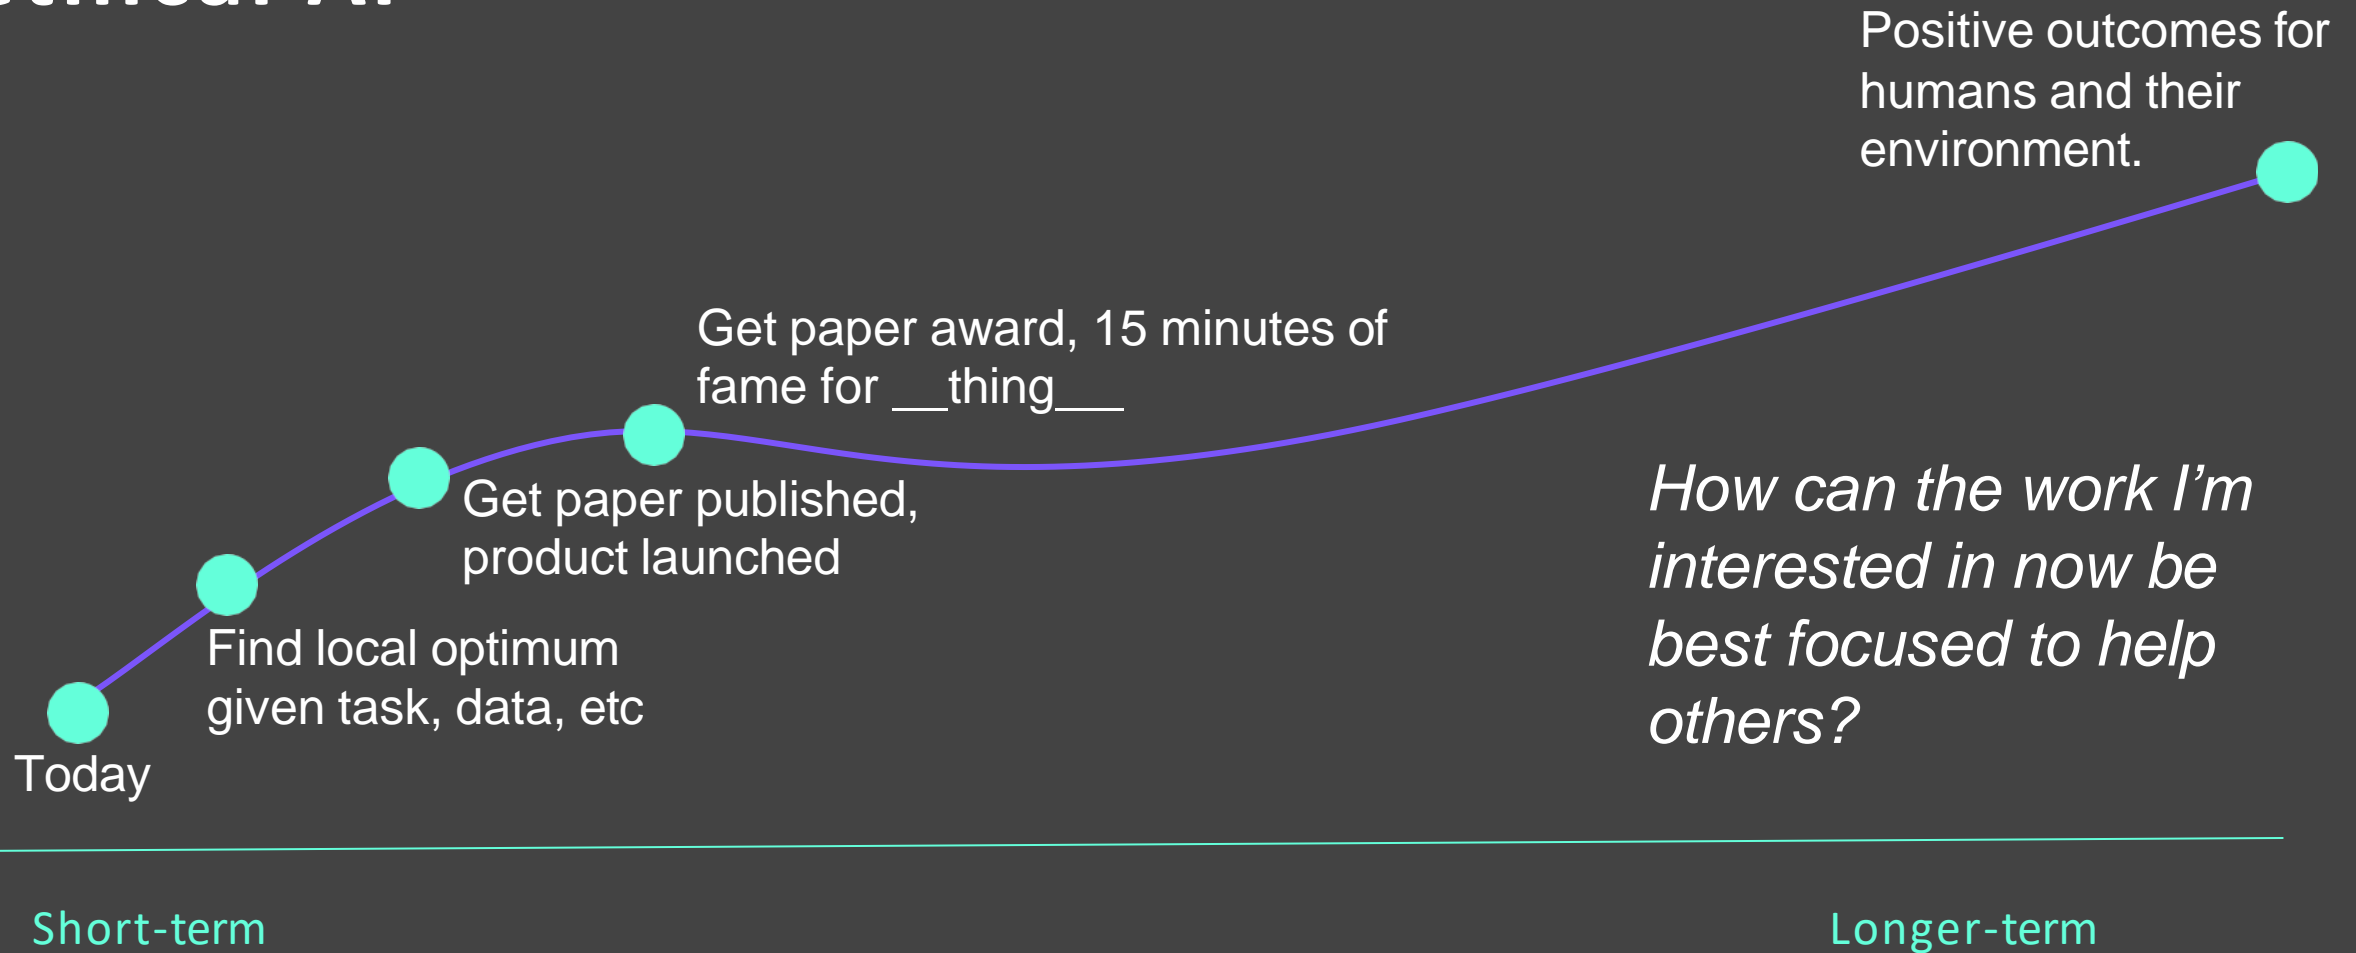 Positive outcomes for
humans and their
environment.
Get paper award, 15 minutes of
fame for __thing___
Get paper published,
product launched
How can the work I’m
interested in now be
best focused to help
others?
Find local optimum
given task, data, etc
Today
Short-term
Longer-term